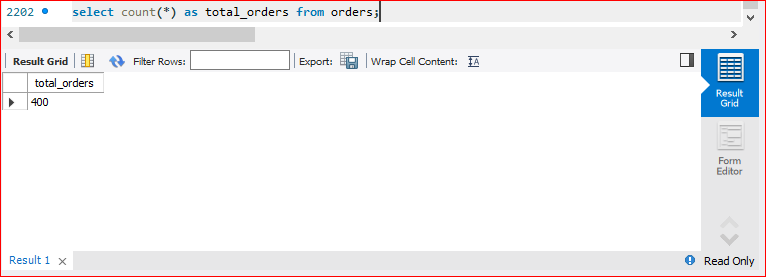 2202 select count(*) as total_orders from orders;
Result Grid Filter Rows: Export: Wrap Cell Content:
total_orders
400
Result
Grid
Form
Editor
Result 1 × Read Only